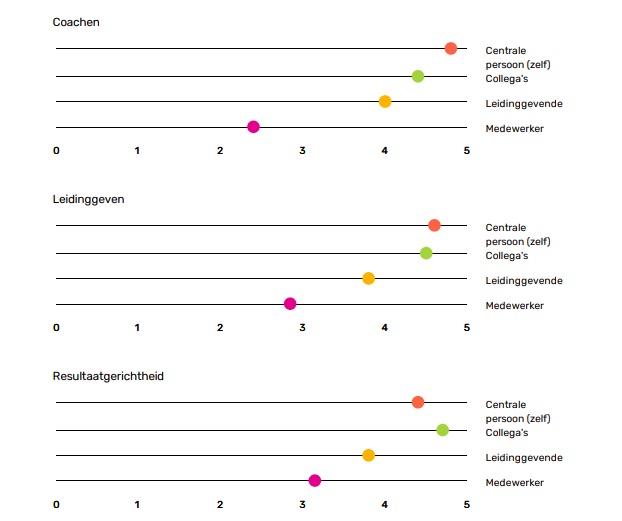 Coachen
Centrale
persoon (zelf)
Collega's
Leidinggevende
Medewerker
0 1 2 3 4 5
Leidinggeven
Centrale
persoon (zelf)
Collega's
Leidinggevende
Medewerker
0 1 2 3 4 5
Resultaatgerichtheid
Centrale
persoon (zelf)
Collega's
Leidinggevende
Medewerker
0 1 2 3 4 5